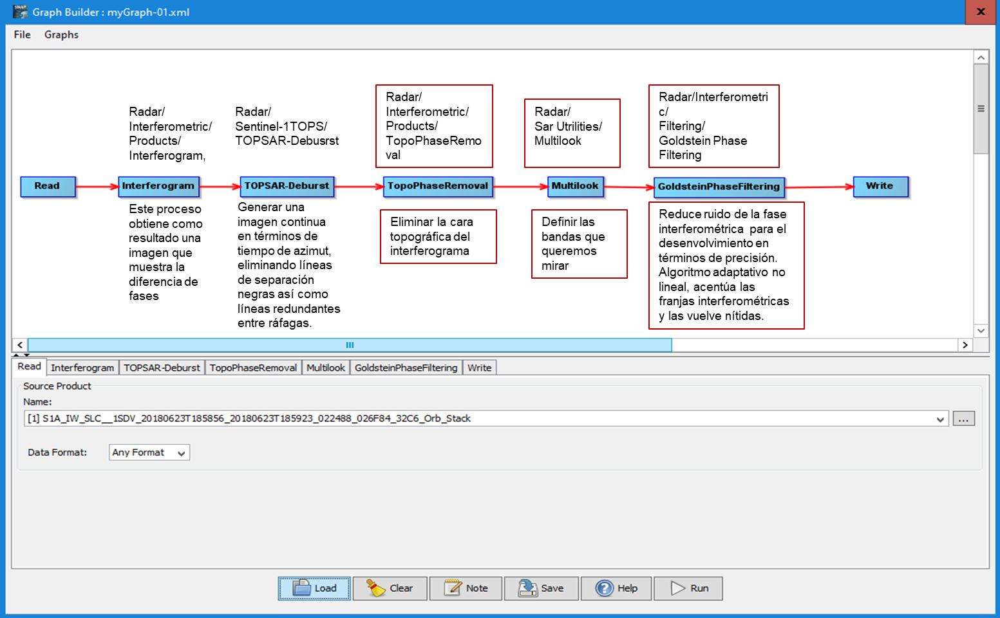 SNAP
Graph Builder : myGraph-01.xml
File Graphs
Radar/
Interferometric/
Products/
Interferogram,
Radar/
Sentinel-1TOPS/
TOPSAR-Debusrst
Radar/
Interferometric/
Products/
TopoPhaseRemo
val
Radar/
Sar Utrilities/
Multilook
Radar/Interferometri
c/
Filtering/
Goldstein Phase
Filtering
Read
Interferogram
TOPSAR-Deburst
TopoPhaseRemoval
Multilook
GoldsteinPhaseFiltering
Write
Este proceso
obtiene como
resultado una
imagen que
muestra la
diferencia de
fases
Generar una
imagen continua
en términos de
tiempo de azimut,
eliminando líneas
de separación
negras así como
líneas redundantes
entre ráfagas.
Eliminar la cara
topográfica del
interferograma
Definir las
bandas que
queremos
mirar
Reduce ruido de la fase
interferométrica para el
desenvolvimiento en
términos de precisión.
Algoritmo adaptativo no
lineal, acentúa las
franjas interferométricas
y las vuelve nítidas.
Read Interferogram TOPSAR-Deburst TopoPhaseRemoval Multilook GoldsteinPhaseFiltering Write
Source Product
Name:
[1] S1A_IW_SLC__1SDV_20180623T185856_20180623T185923_022488_026F84_32C6_Orb_Stack
...
Data Format: Any Format
Load Clear Note Save Help Run